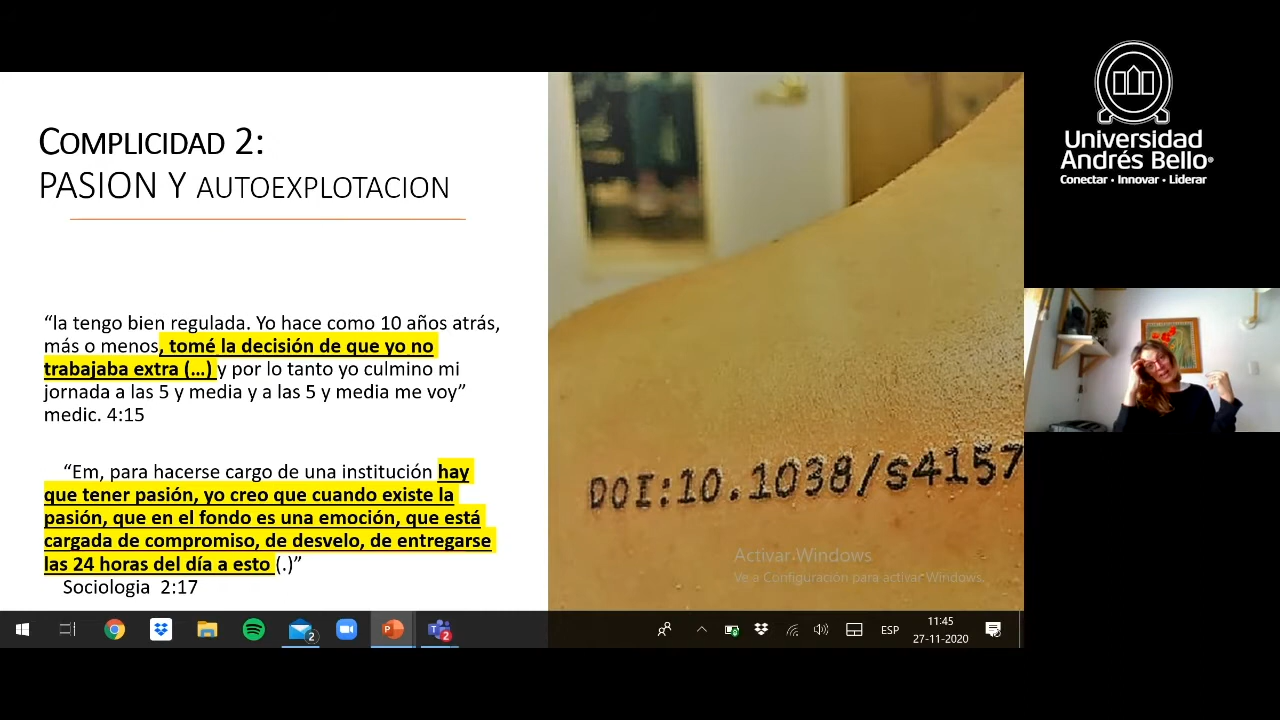 COMPLICIDAD 2:
PASION Y AUTOEXPLOTACION
“la tengo bien regulada. Yo hace como 10 años atrás,
más o menos, tomé la decisión de que yo no
trabajaba extra (…) y por lo tanto yo culmino mi
jornada a las 5 y media y a las 5 y media me voy”
medic. 4:15
“Em, para hacerse cargo de una institución hay
que tener pasión, yo creo que cuando existe la
pasión, que en el fondo es una emoción, que está
cargada de compromiso, de desvelo, de entregarse
las 24 horas del día a esto (.)”
Sociologia 2:17
DOI:10.1038/s4157
Activar Windows
Ve a Configuración para activar Windows.
Universidad
Andrés Bello®
Conectar • Innovar • Liderar
2
2
ESP
11:45
27-11-2020